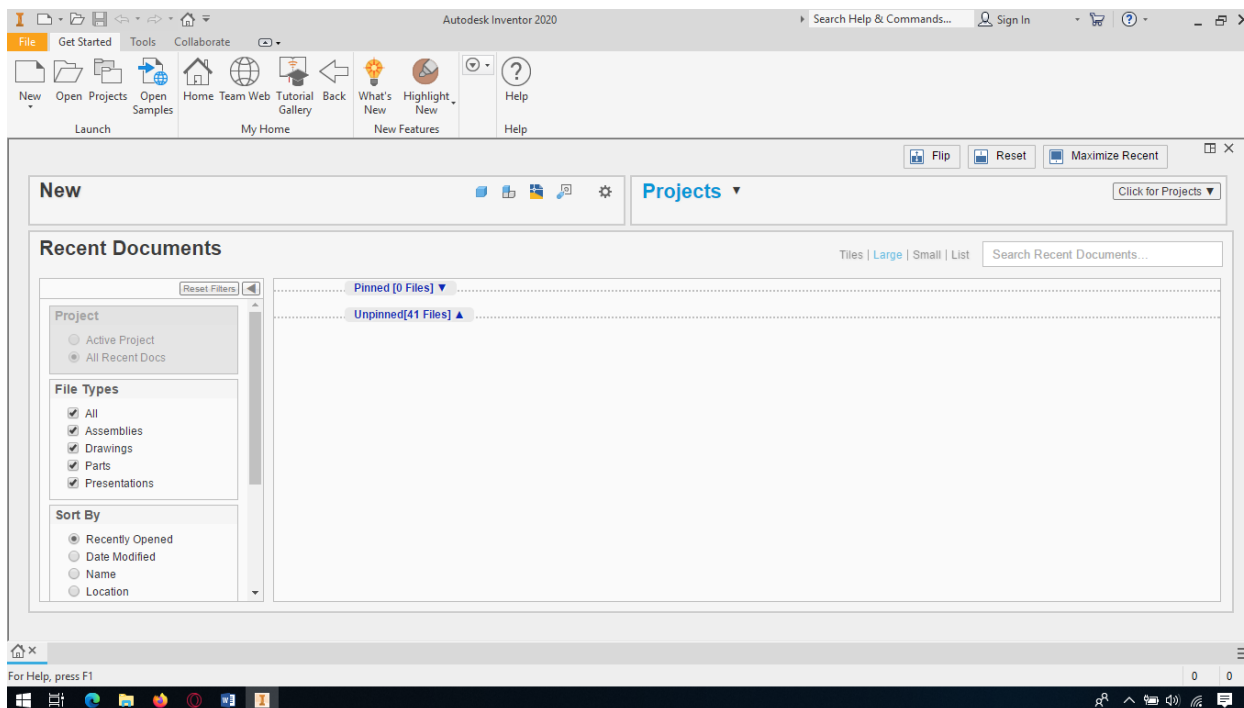 Autodesk Inventor 2020
Search Help & Commands...
Sign In
File
Get Started
Tools
Collaborate
New
Open
Projects
Open
Samples
Home
Team Web
Tutorial
Gallery
Back
What's
New
Highlight
New
Help
Launch
My Home
New Features
Help
Flip
Reset
Maximize Recent
New
Projects
Click for Projects ▼
Recent Documents
Tiles | Large | Small | List
Search Recent Documents...
Reset Filters
Pinned [0 Files] ▼
Unpinned[41 Files] ▲
Project
Active Project
All Recent Docs
File Types
All
Assemblies
Drawings
Parts
Presentations
Sort By
Recently Opened
Date Modified
Name
Location
For Help, press F1
0 0